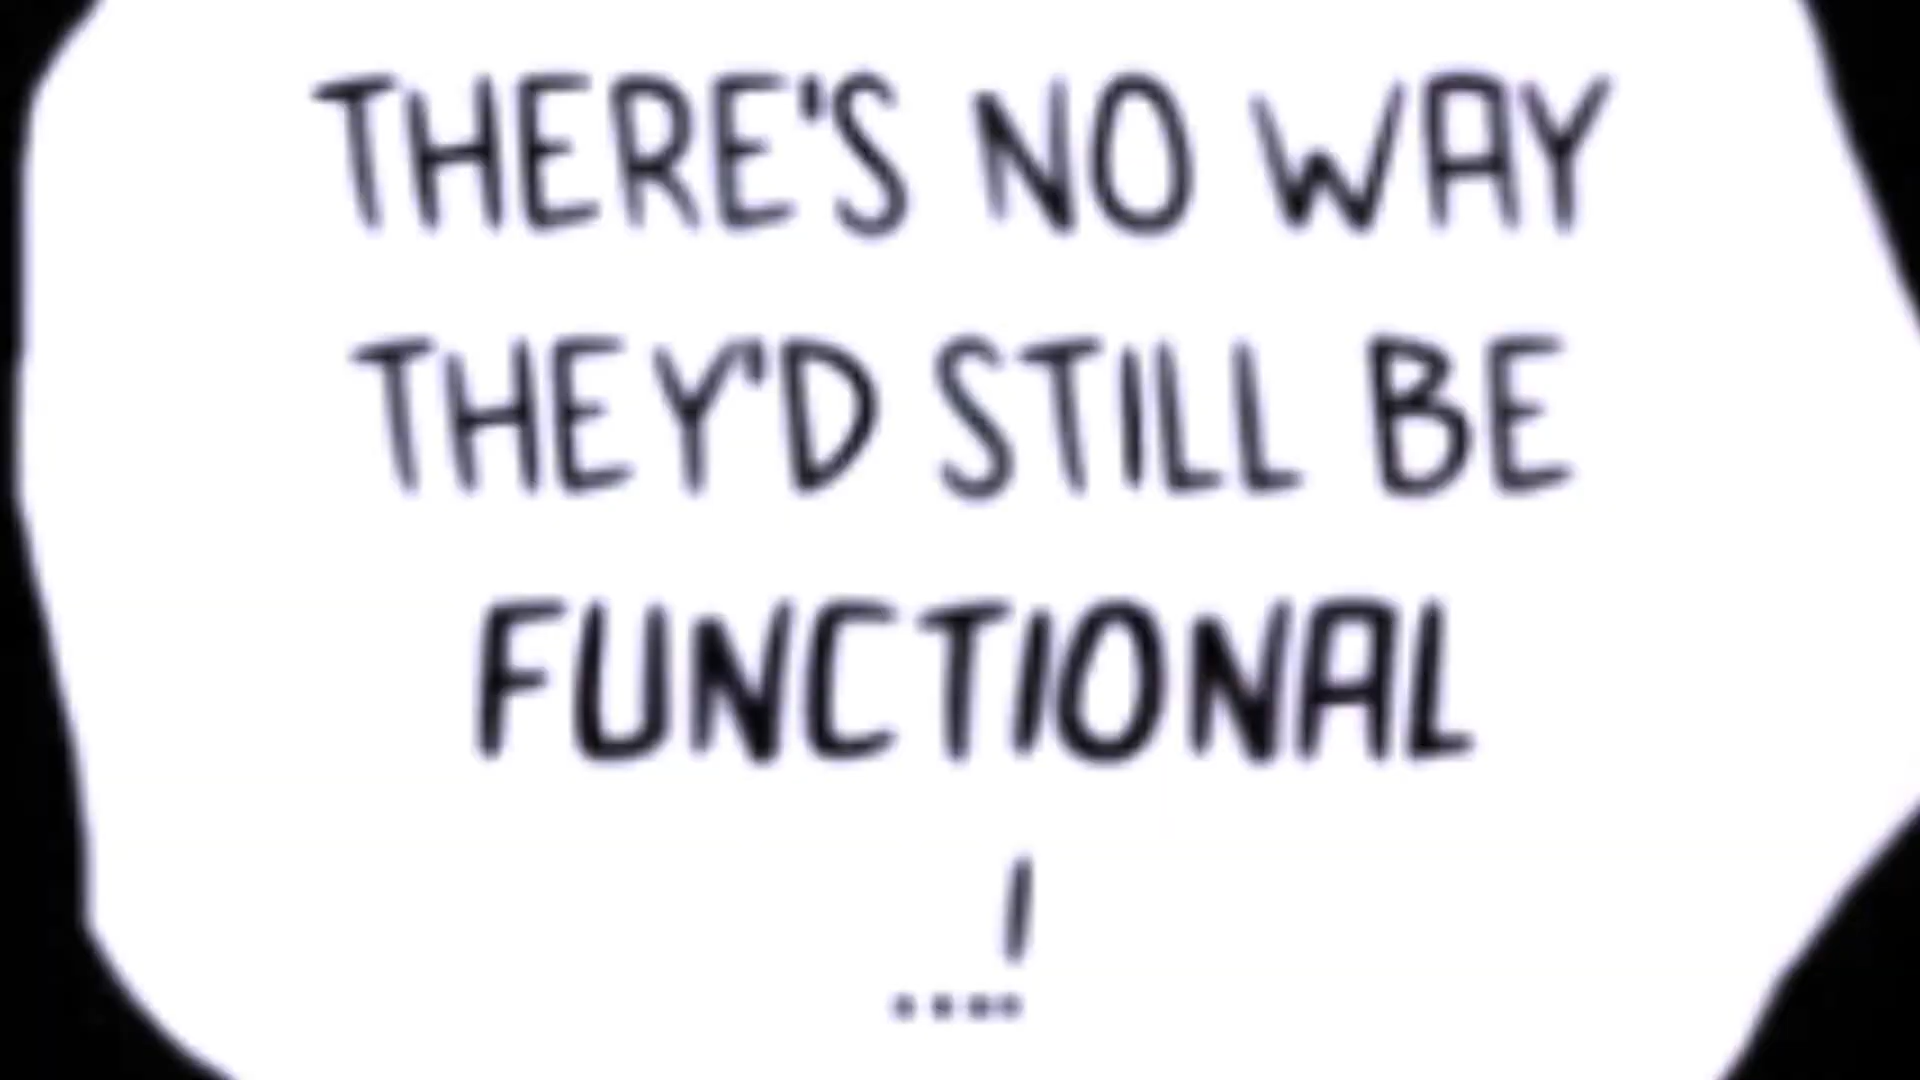 THERE'S NO WAY
THEY'D STILL BE
FUNCTIONAL
...!